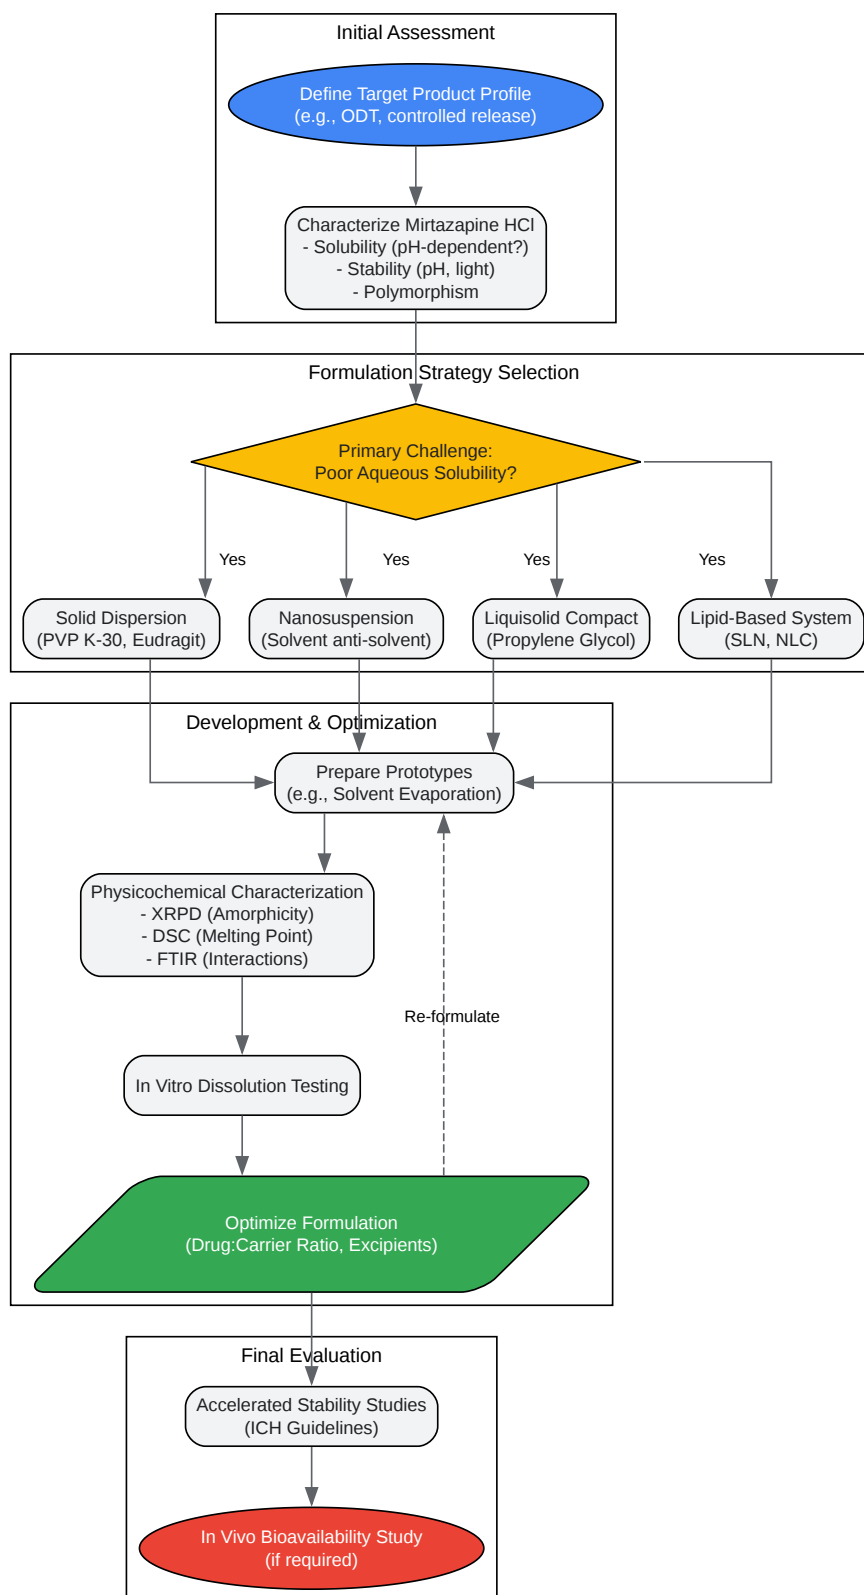 Initial Assessment
Define Target Product Profile
(e.g., ODT, controlled release)
Characterize Mirtazapine HCl
- Solubility (pH-dependent?)
- Stability (pH, light)
- Polymorphism
Formulation Strategy Selection
Primary Challenge:
Poor Aqueous Solubility?
Yes
Yes
Yes
Yes
Solid Dispersion
(PVP K-30, Eudragit)
Nanosuspension
(Solvent anti-solvent)
Liquisolid Compact
(Propylene Glycol)
Lipid-Based System
(SLN, NLC)
Development & Optimization
Prepare Prototypes
(e.g., Solvent Evaporation)
Physicochemical Characterization
- XRPD (Amorphicity)
- DSC (Melting Point)
- FTIR (Interactions)
Re-formulate
In Vitro Dissolution Testing
Optimize Formulation
(Drug:Carrier Ratio, Excipients)
Final Evaluation
Accelerated Stability Studies
(ICH Guidelines)
In Vivo Bioavailability Study
(if required)